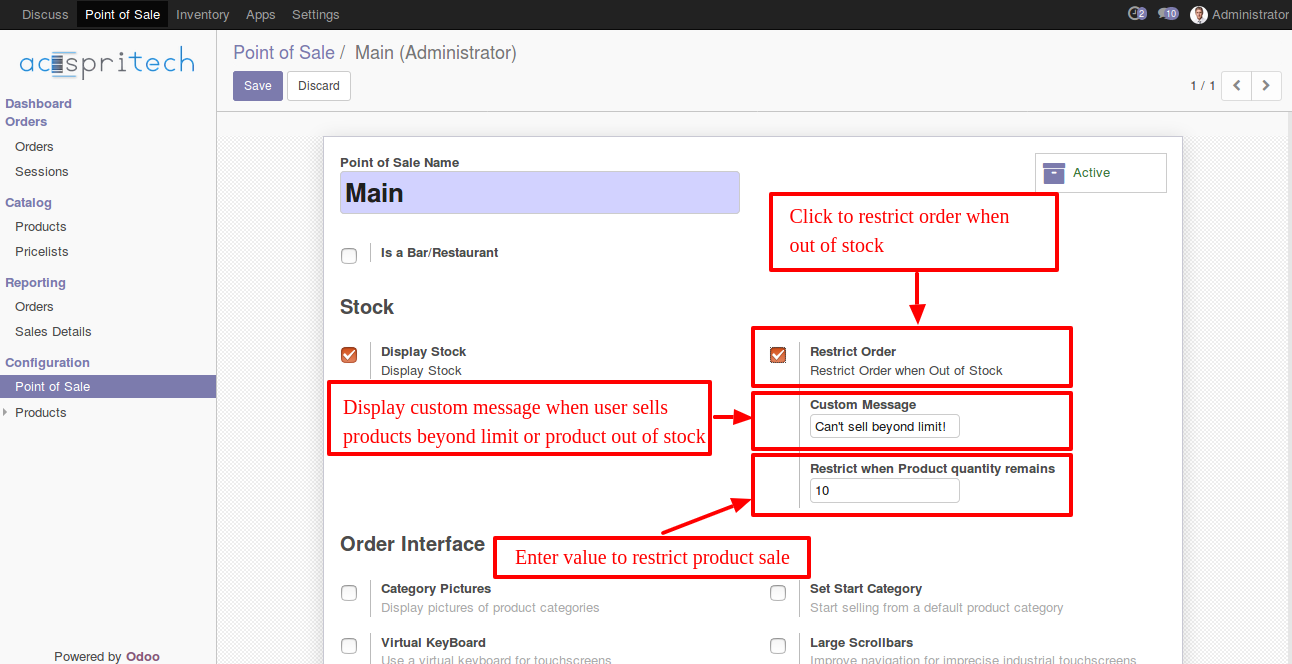 Discuss Point of Sale Inventory Apps Settings 2 10 Administrator
acespritech
Point of Sale / Main (Administrator)
Save Discard 1 / 1
Dashboard
Orders
Orders
Sessions
Catalog
Products
Pricelists
Reporting
Orders
Sales Details
Configuration
Point of Sale
Products
Powered by Odoo
Point of Sale Name
Main
Active
Click to restrict order when
out of stock
Is a Bar/Restaurant
Stock
Display Stock
Display Stock
Restrict Order
Restrict Order when Out of Stock
Display custom message when user sells
products beyond limit or product out of stock
Custom Message
Can't sell beyond limit!
Restrict when Product quantity remains
10
Enter value to restrict product sale
Order Interface
Category Pictures
Display pictures of product categories
Set Start Category
Start selling from a default product category
Virtual KeyBoard
Use a virtual keyboard for touchscreens
Large Scrollbars
Improve navigation for imprecise industrial touchscreens